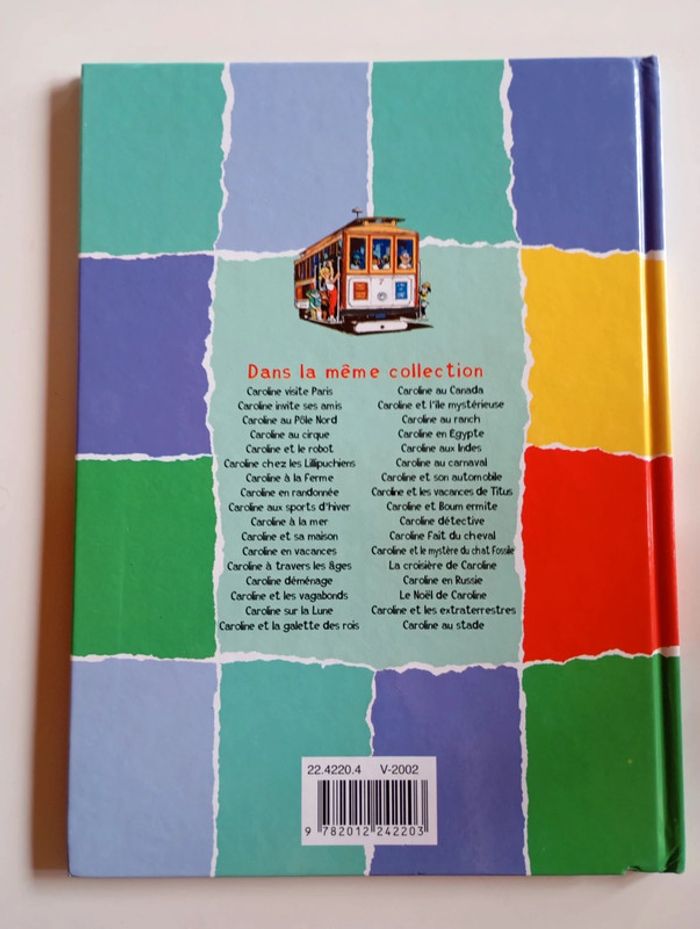 7
Dans la même collection
Caroline visite Paris
Caroline invite ses amis
Caroline au Pôle Nord
Caroline au cirque
Caroline et le robot
Caroline chez les Lillipuchiens
Caroline à la Ferme
Caroline en randonnée
Caroline aux sports d'hiver
Caroline à la mer
Caroline et sa maison
Caroline en vacances
Caroline à travers les âges
Caroline déménage
Caroline et les vagabonds
Caroline sur la Lune
Caroline et la galette des rois
Caroline au Canada
Caroline et l'île mystérieuse
Caroline au ranch
Caroline en Égypte
Caroline aux Indes
Caroline au carnaval
Caroline et son automobile
Caroline et les vacances de Titus
Caroline et Boum ermite
Caroline détective
Caroline fait du cheval
Caroline et le mystère du chat fossile
La croisière de Caroline
Caroline en Russie
Le Noël de Caroline
Caroline et les extraterrestres
Caroline au stade
22.4220.4 V-2002
9 782012 242203